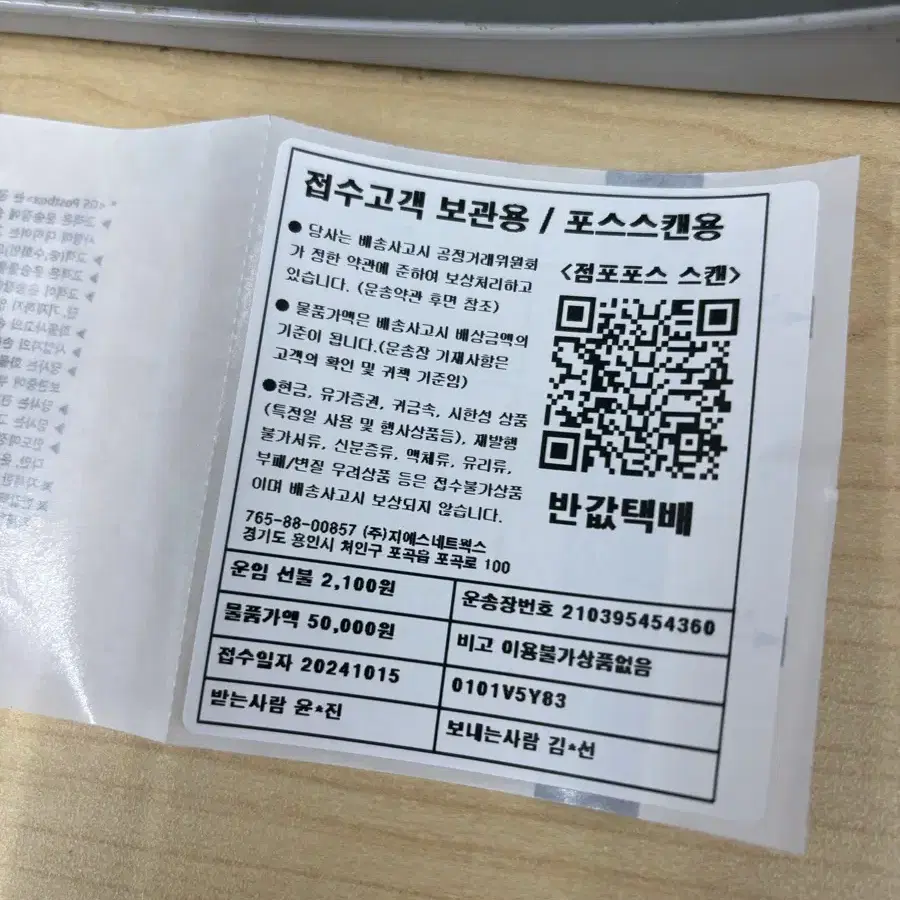 접수고객 보관용 / 포스스캔용
● 당사는 배송사고시 공정거래위원회
가 정한 약관에 준하여 보상처리하고
있습니다. (운송약관 후면 참조)
● 물품가액은 배송사고시 배상금액의
기준이 됩니다.(운송장 기재사항은
고객의 확인 및 귀책 기준임)
●현금, 유가증권, 귀금속, 시한성 상품
(특정일 사용 및 행사상품등), 재발행
불가서류, 신분증류, 액체류, 유리류,
부패/변질 우려상품 등은 접수불가상품
이며 배송사고시 보상되지 않습니다.
765-88-00857 (주)지에스네트웍스
경기도 용인시 처인구 포곡읍 포곡로 100
<점포포스 스캔>
반값택배
운임 선불 2,100원
운송장번호 210395454360
물품가액 50,000원
비고 이용불가상품없음
접수일자 20241015
0101V5Y83
받는사람 윤*진
보내는사람 김*선